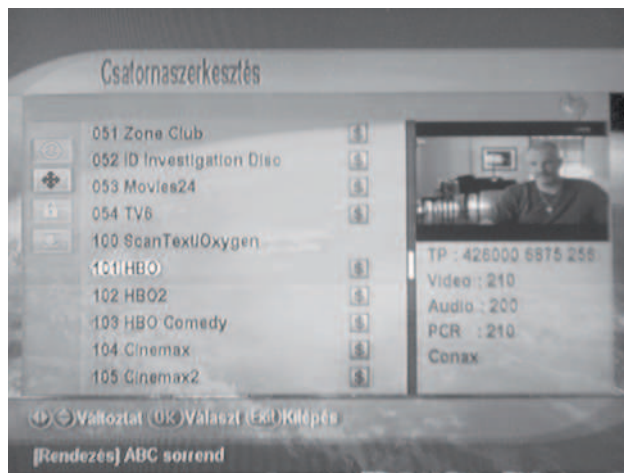 Csatornaszerkesztés
051 Zone Club $
052 ID Investigation Disc $
053 Movies24 $
054 TV6 $
100 ScanText/Oxygen
101 HBO $
102 HBO2 $
103 HBO Comedy $
104 Cinemax $
105 Cinemax2 $
TP : 426000 6875 256
Video : 210
Audio : 200
PCR : 210
Conax
Változtat OK Választ Exit Kilépés
[Rendezés] ABC sorrend